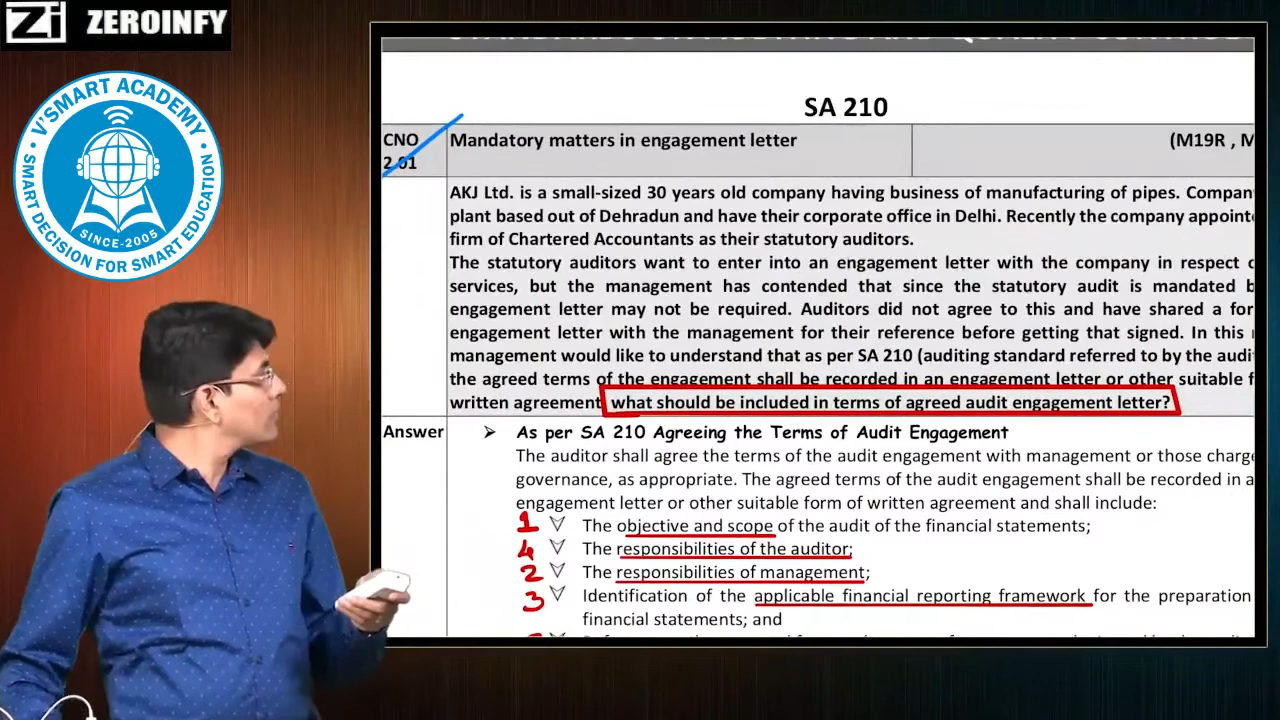 Zi ZEROINFY
V'SMART ACADEMY
SINCE-2005
SMART DECISION FOR SMART EDUCATION
SA 210
CNO
2.01
Mandatory matters in engagement letter
(M19R , M
AKJ Ltd. is a small-sized 30 years old company having business of manufacturing of pipes. Compan
plant based out of Dehradun and have their corporate office in Delhi. Recently the company appointe
firm of Chartered Accountants as their statutory auditors.
The statutory auditors want to enter into an engagement letter with the company in respect
services, but the management has contended that since the statutory audit is mandated b
engagement letter may not be required. Auditors did not agree to this and have shared a for
engagement letter with the management for their reference before getting that signed. In this
management would like to understand that as per SA 210 (auditing standard referred to by the audi
the agreed terms of the engagement shall be recorded in an engagement letter or other suitable f
written agreement what should be included in terms of agreed audit engagement letter?
Answer
➤ As per SA 210 Agreeing the Terms of Audit Engagement
The auditor shall agree the terms of the audit engagement with management or those charge
governance, as appropriate. The agreed terms of the audit engagement shall be recorded in a
engagement letter or other suitable form of written agreement and shall include:
1 The objective and scope of the audit of the financial statements;
4 The responsibilities of the auditor;
2 The responsibilities of management;
3 Identification of the applicable financial reporting framework for the preparation
financial statements; and